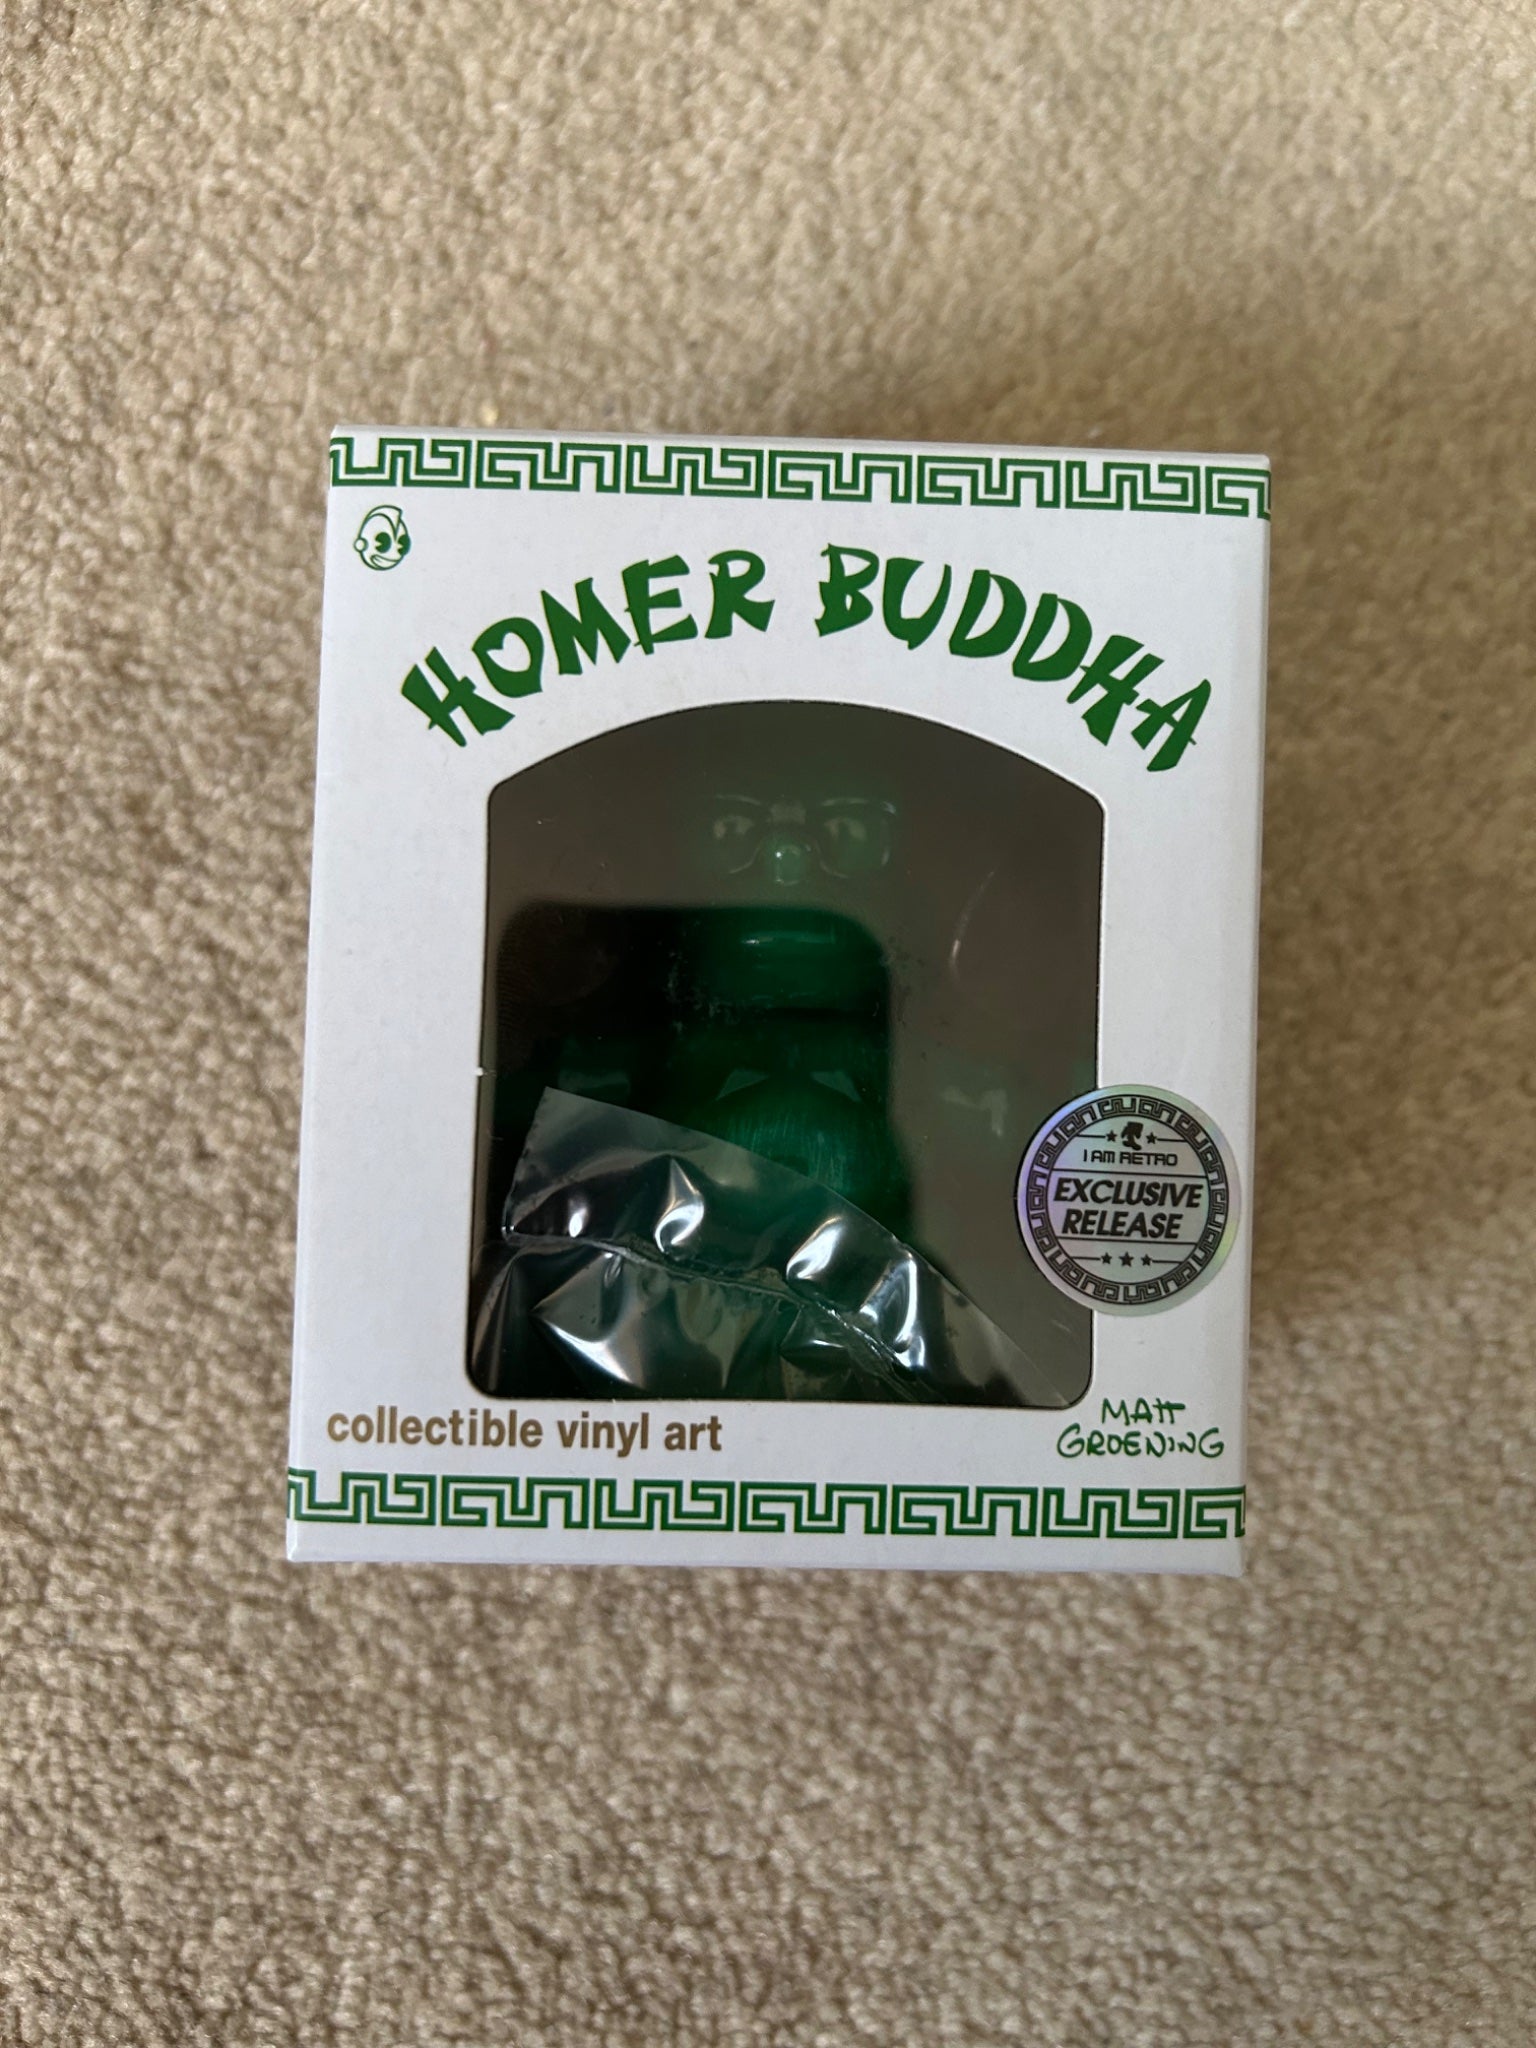 HOMER BUDDHA
I AM RETRO
EXCLUSIVE
RELEASE
collectible vinyl art
MATT
GROENING